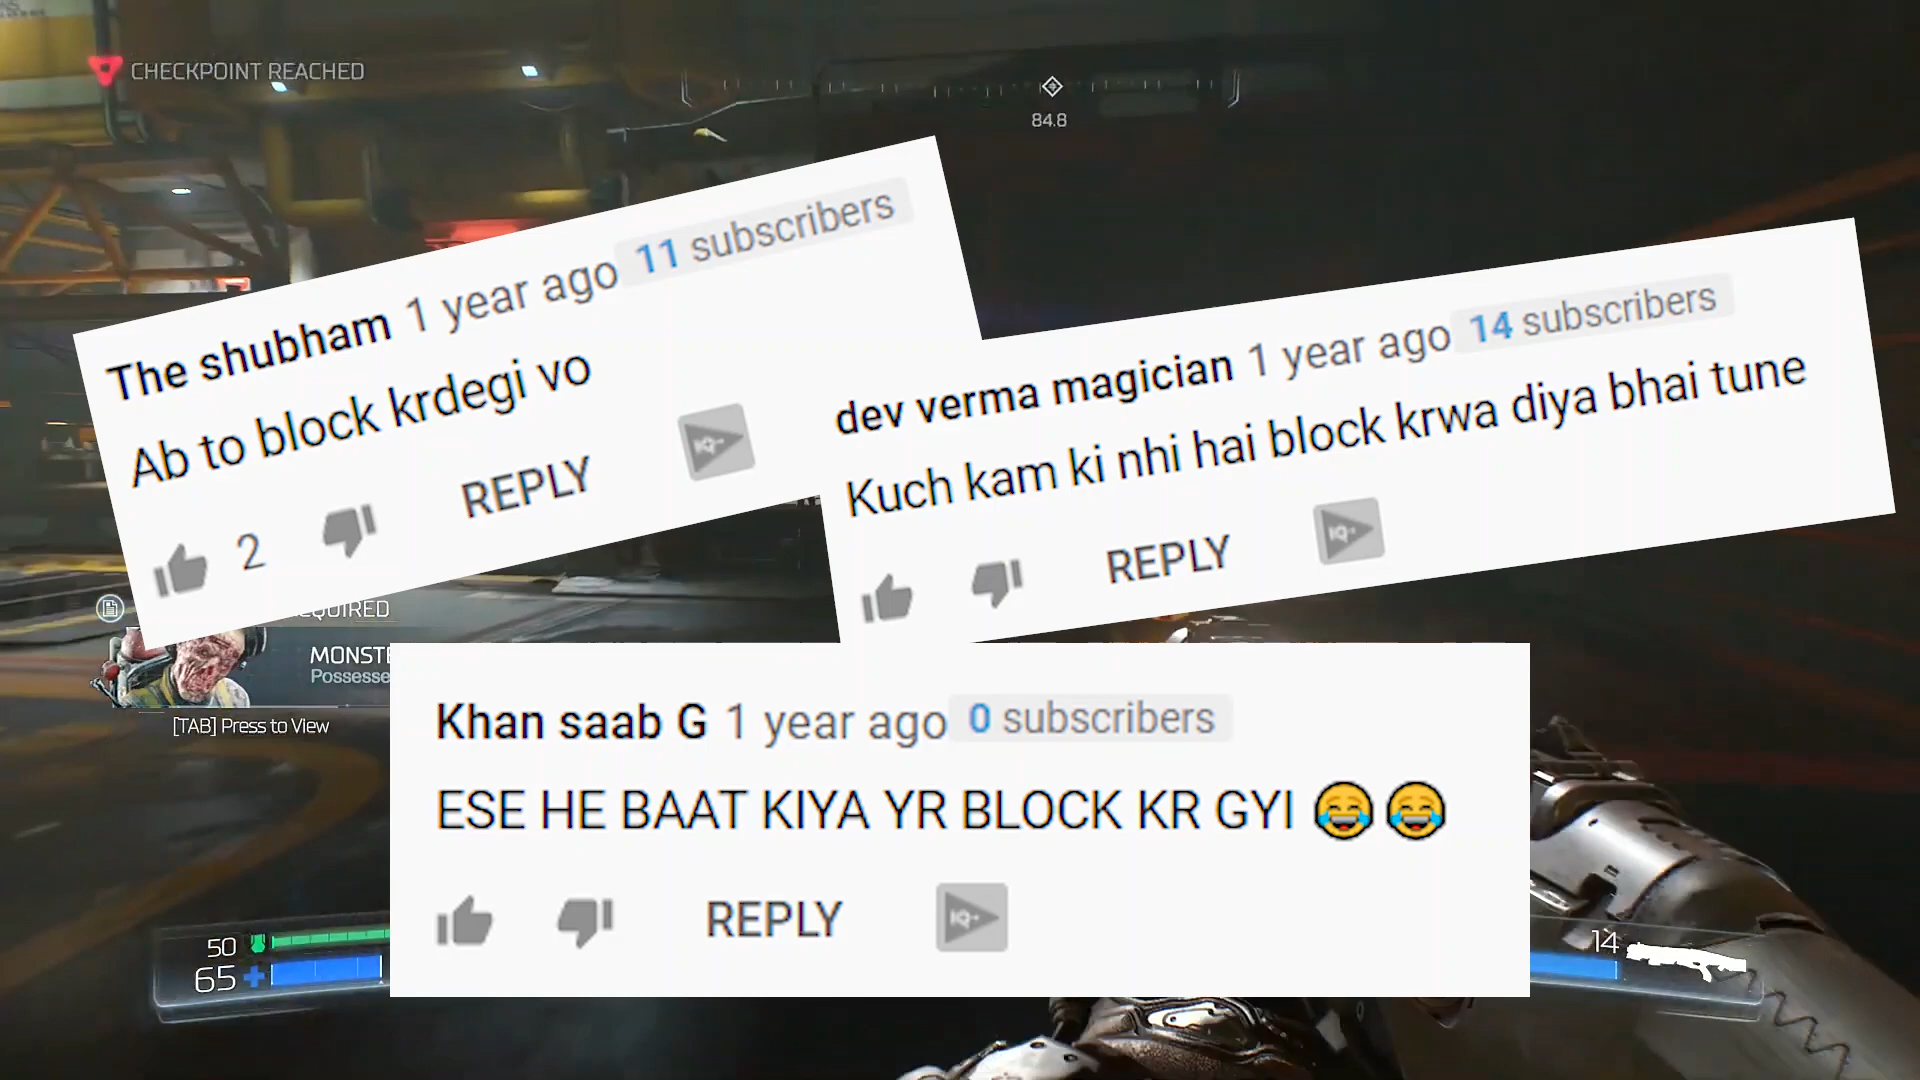 CHECKPOINT REACHED
84.8
The shubham 1 year ago 11 subscribers
Ab to block krdegi vo
2 REPLY
IQ
dev verma magician 1 year ago 14 subscribers
Kuch kam ki nhi hai block krwa diya bhai tune
REPLY
IQ
QUIRED
MONSTE
Possesse
[TAB] Press to View
Khan saab G 1 year ago 0 subscribers
ESE HE BAAT KIYA YR BLOCK KR GYI 😂😂
REPLY
IQ
50
65
14